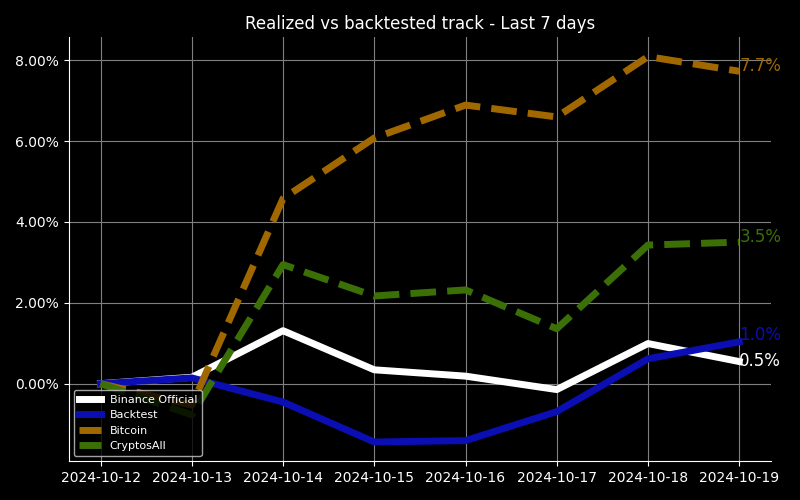 Realized vs backtested track - Last 7 days
8.00%
6.00%
4.00%
2.00%
0.00%
7.7%
3.5%
1.0%
0.5%
Binance Official
Backtest
Bitcoin
CryptosAll
2024-10-12 2024-10-13 2024-10-14 2024-10-15 2024-10-16 2024-10-17 2024-10-18 2024-10-19